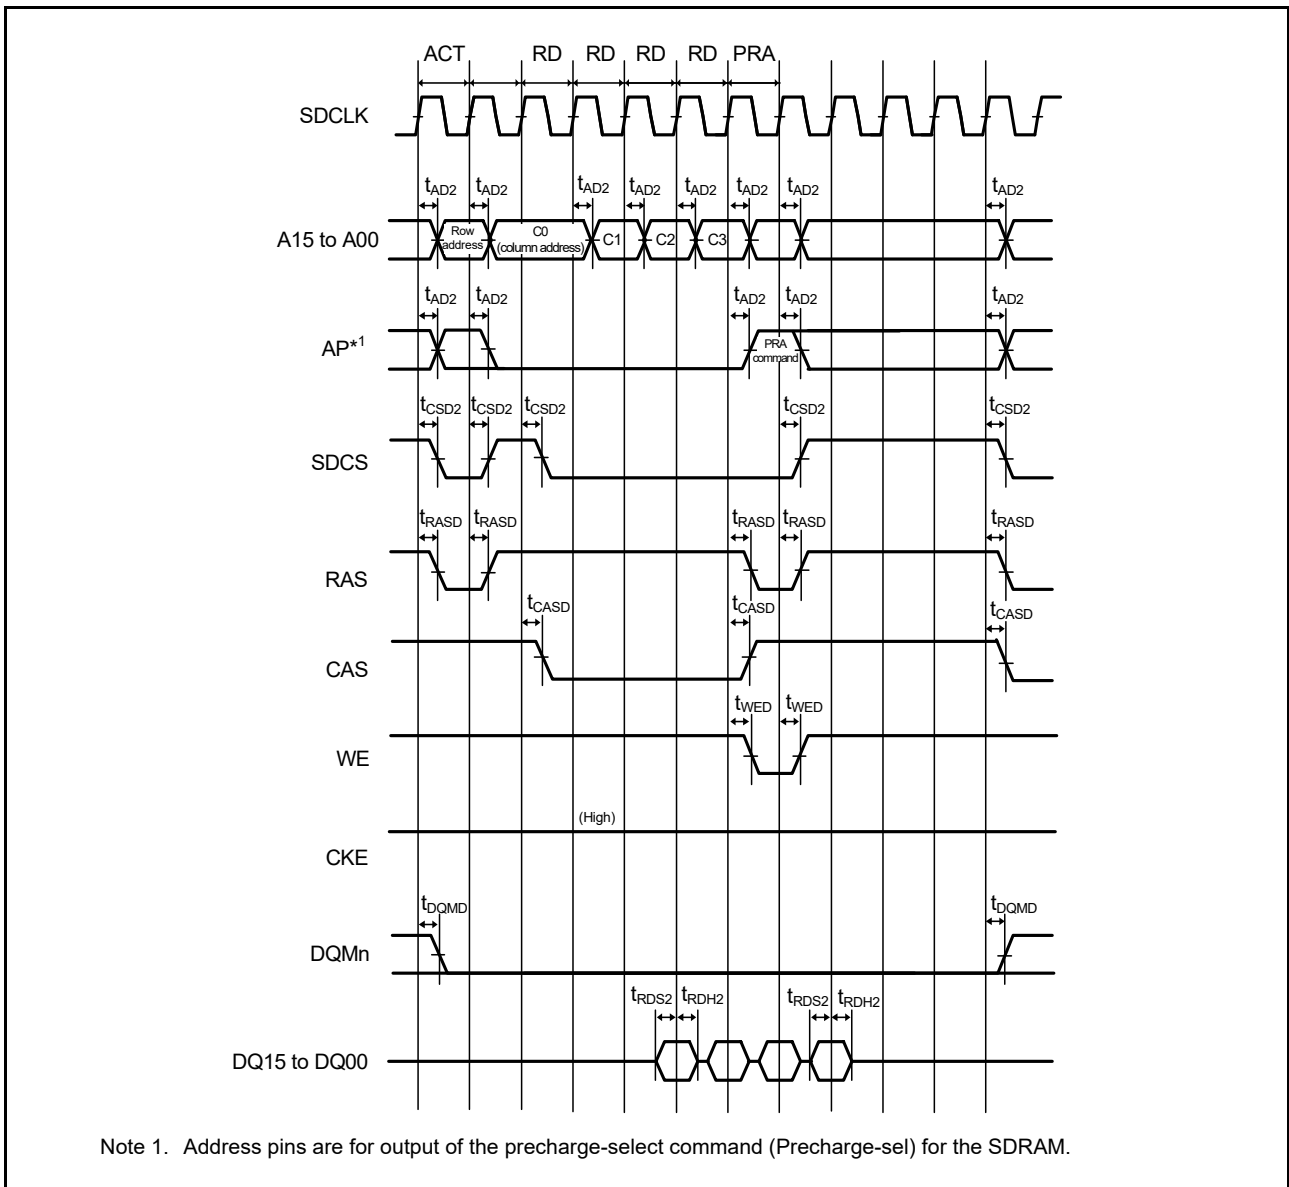 ACT RD RD RD RD PRA
SDCLK
tAD2 tAD2 tAD2 tAD2 tAD2 tAD2 tAD2 tAD2
A15 to A00
Row address
C0 (column address)
C1 C2 C3
tAD2 tAD2 tAD2 tAD2 tAD2
AP*1
PRA command
tCSD2 tCSD2 tCSD2 tCSD2 tCSD2
SDCS
tRASD tRASD tRASD tRASD tRASD
RAS
tCASD tCASD tCASD
CAS
tWED tWED
WE
(High)
CKE
tDQMD tDQMD
DQMn
tRDS2 tRDH2 tRDS2 tRDH2
DQ15 to DQ00
Note 1. Address pins are for output of the precharge-select command (Precharge-sel) for the SDRAM.